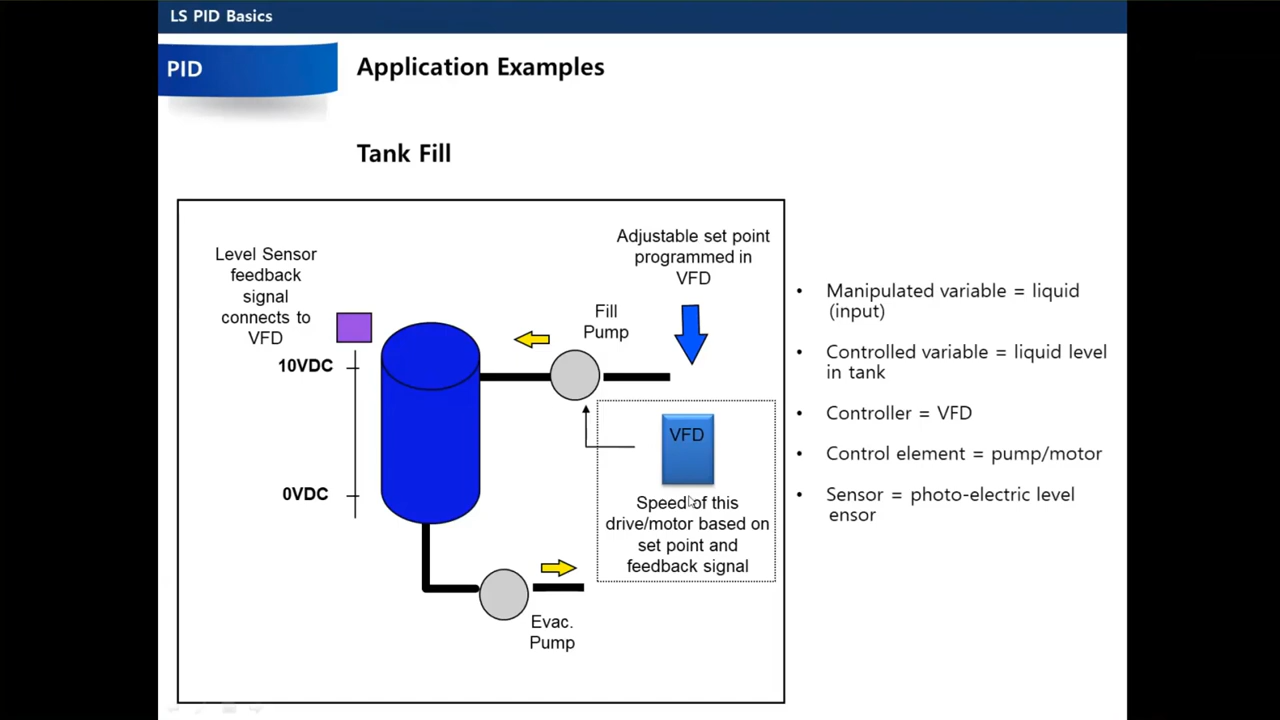 LS PID Basics
PID
Application Examples
Tank Fill
Level Sensor
feedback
signal
connects to
VFD
10VDC
0VDC
Fill
Pump
Adjustable set point
programmed in
VFD
VFD
Speed of this
drive/motor based on
set point and
feedback signal
Evac.
Pump
• Manipulated variable = liquid
(input)
• Controlled variable = liquid level
in tank
• Controller = VFD
• Control element = pump/motor
• Sensor = photo-electric level
ensor